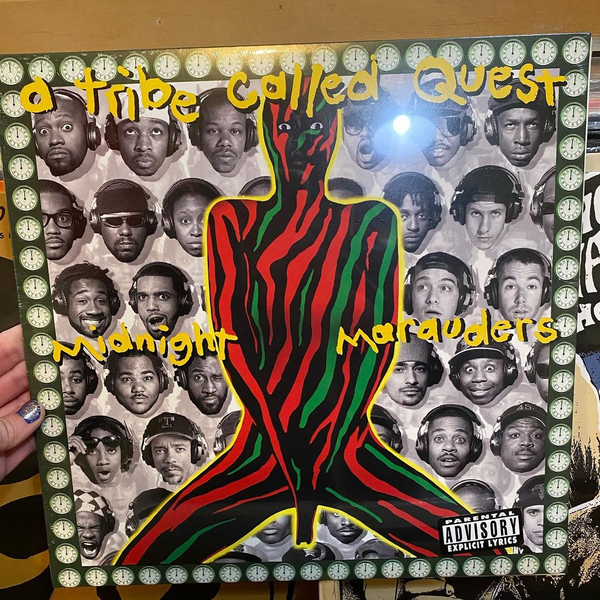 a tribe called Quest
Midnight Marauders
PARENTAL
ADVISORY
EXPLICIT LYRICS